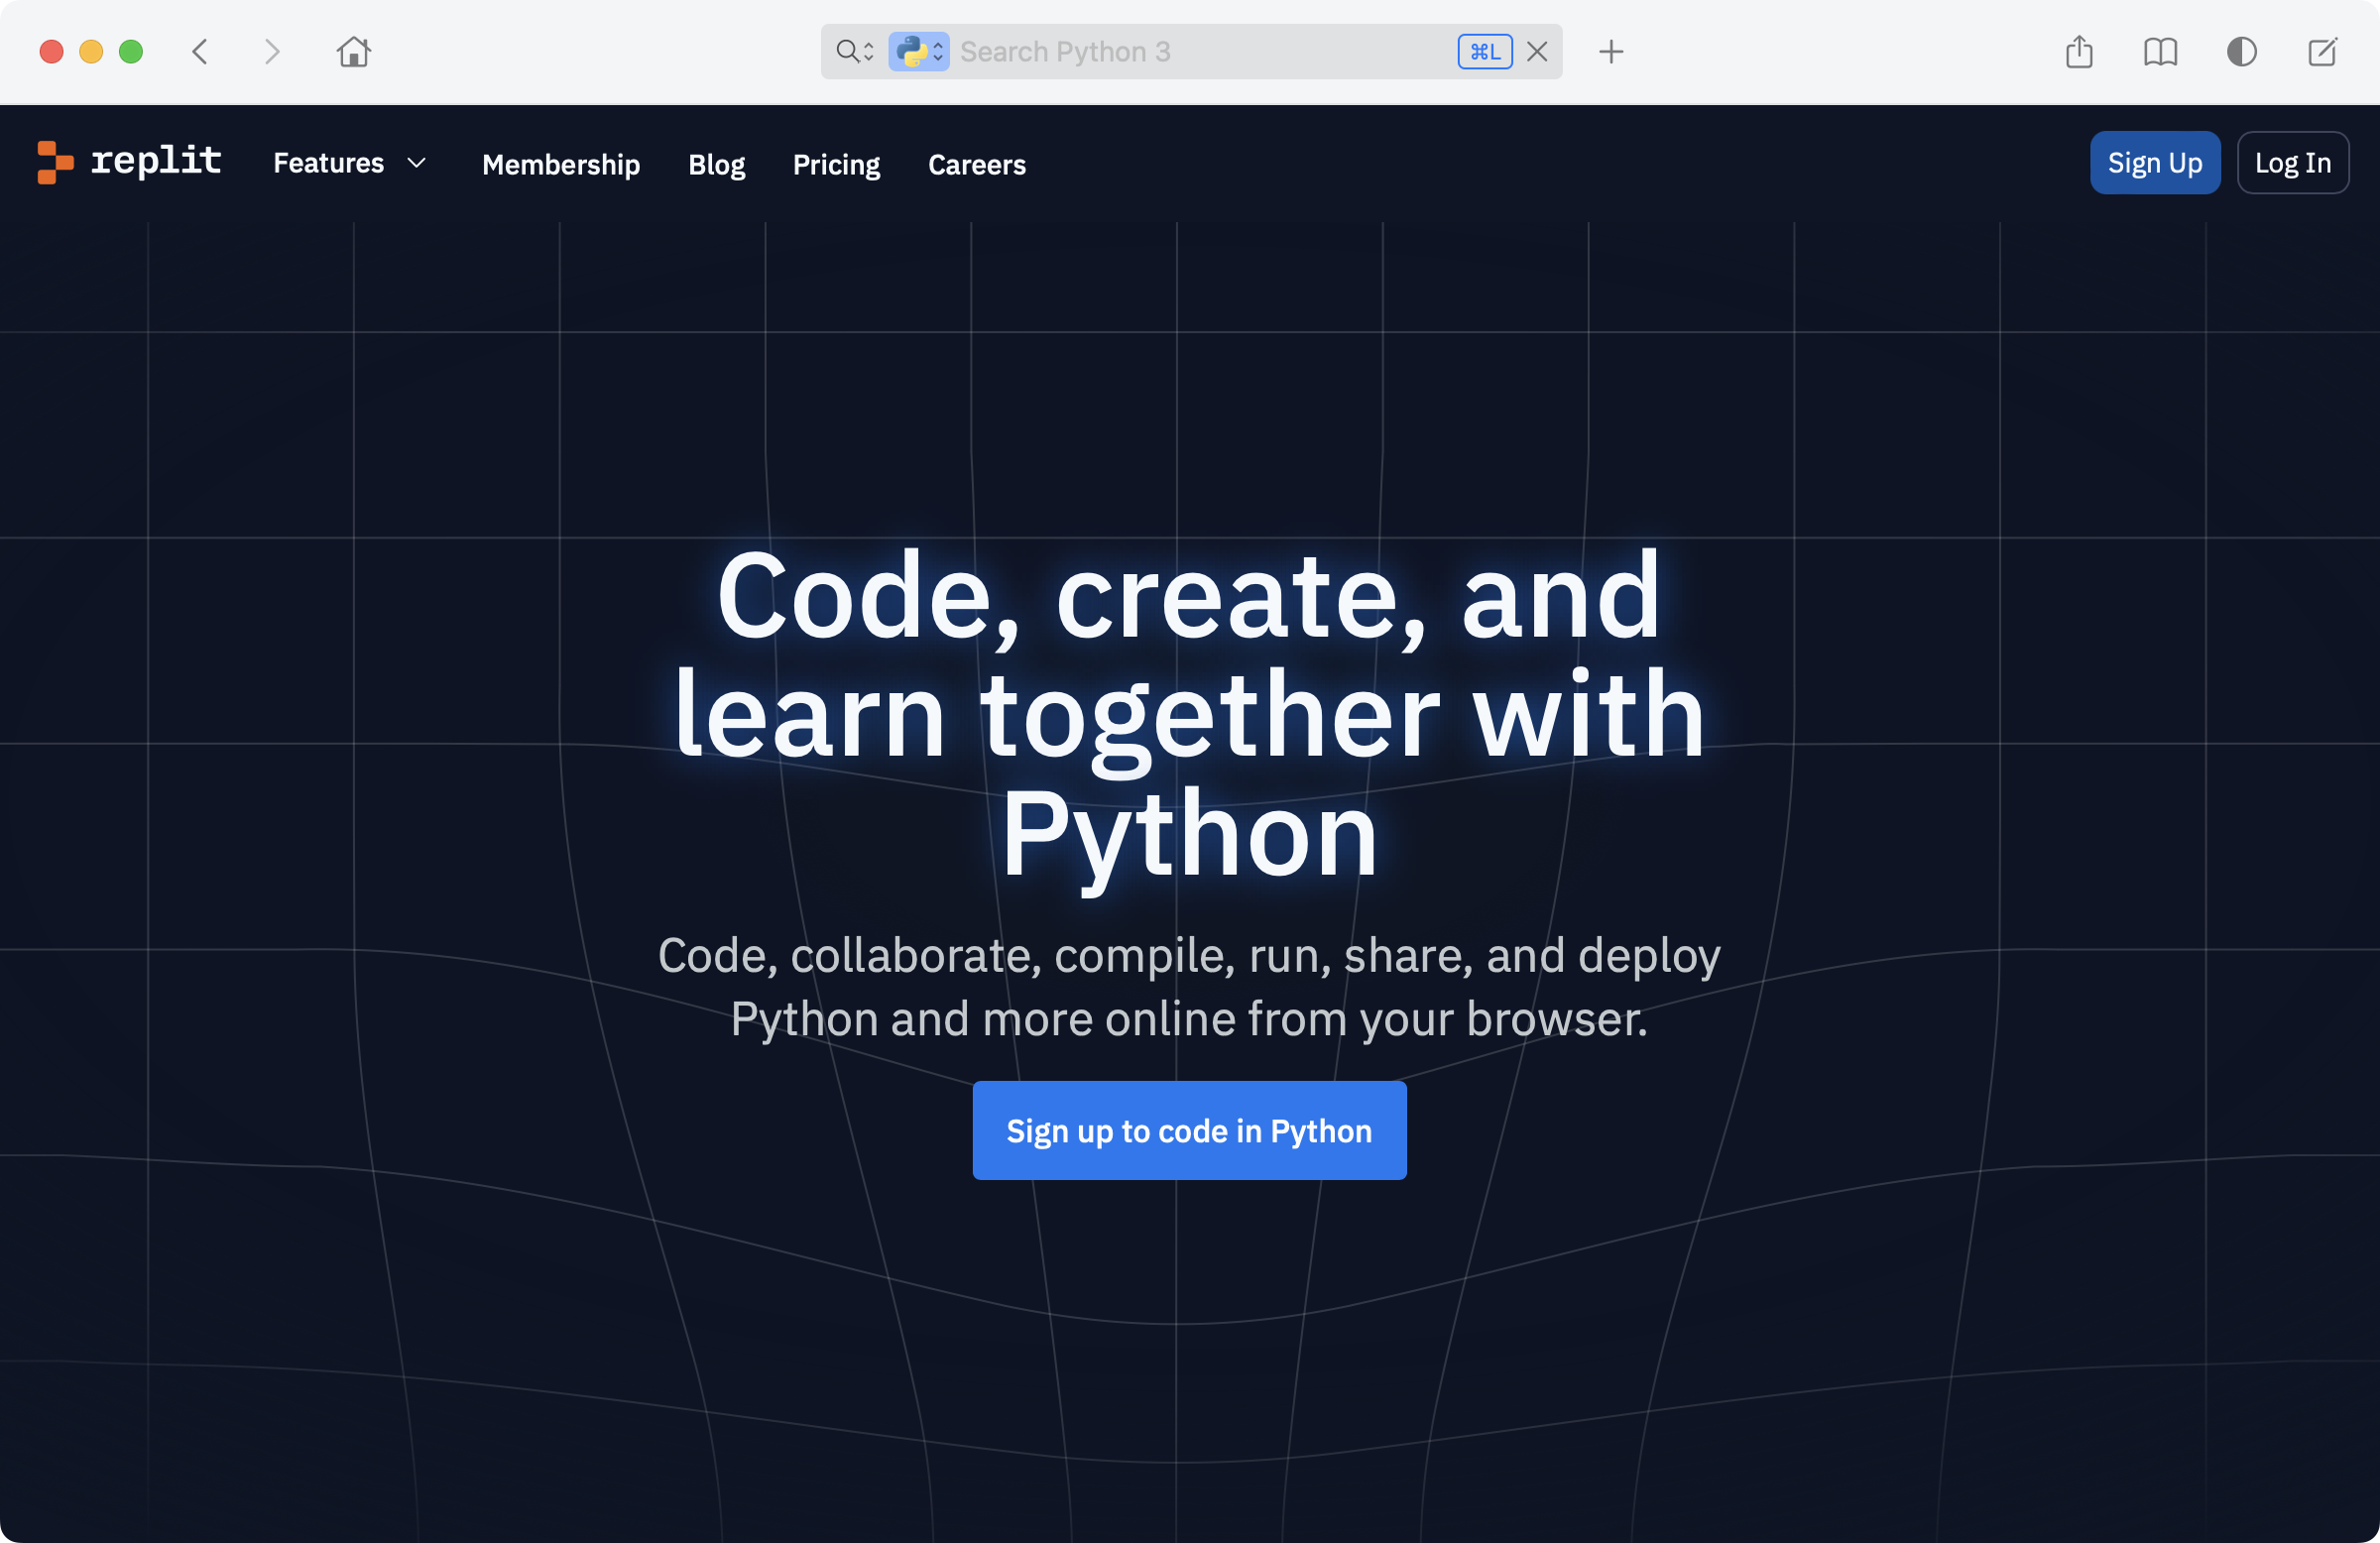 Search Python 3
⌘L
replit
Features
Membership
Blog
Pricing
Careers
Sign Up
Log In
Code, create, and
learn together with
Python
Code, collaborate, compile, run, share, and deploy
Python and more online from your browser.
Sign up to code in Python